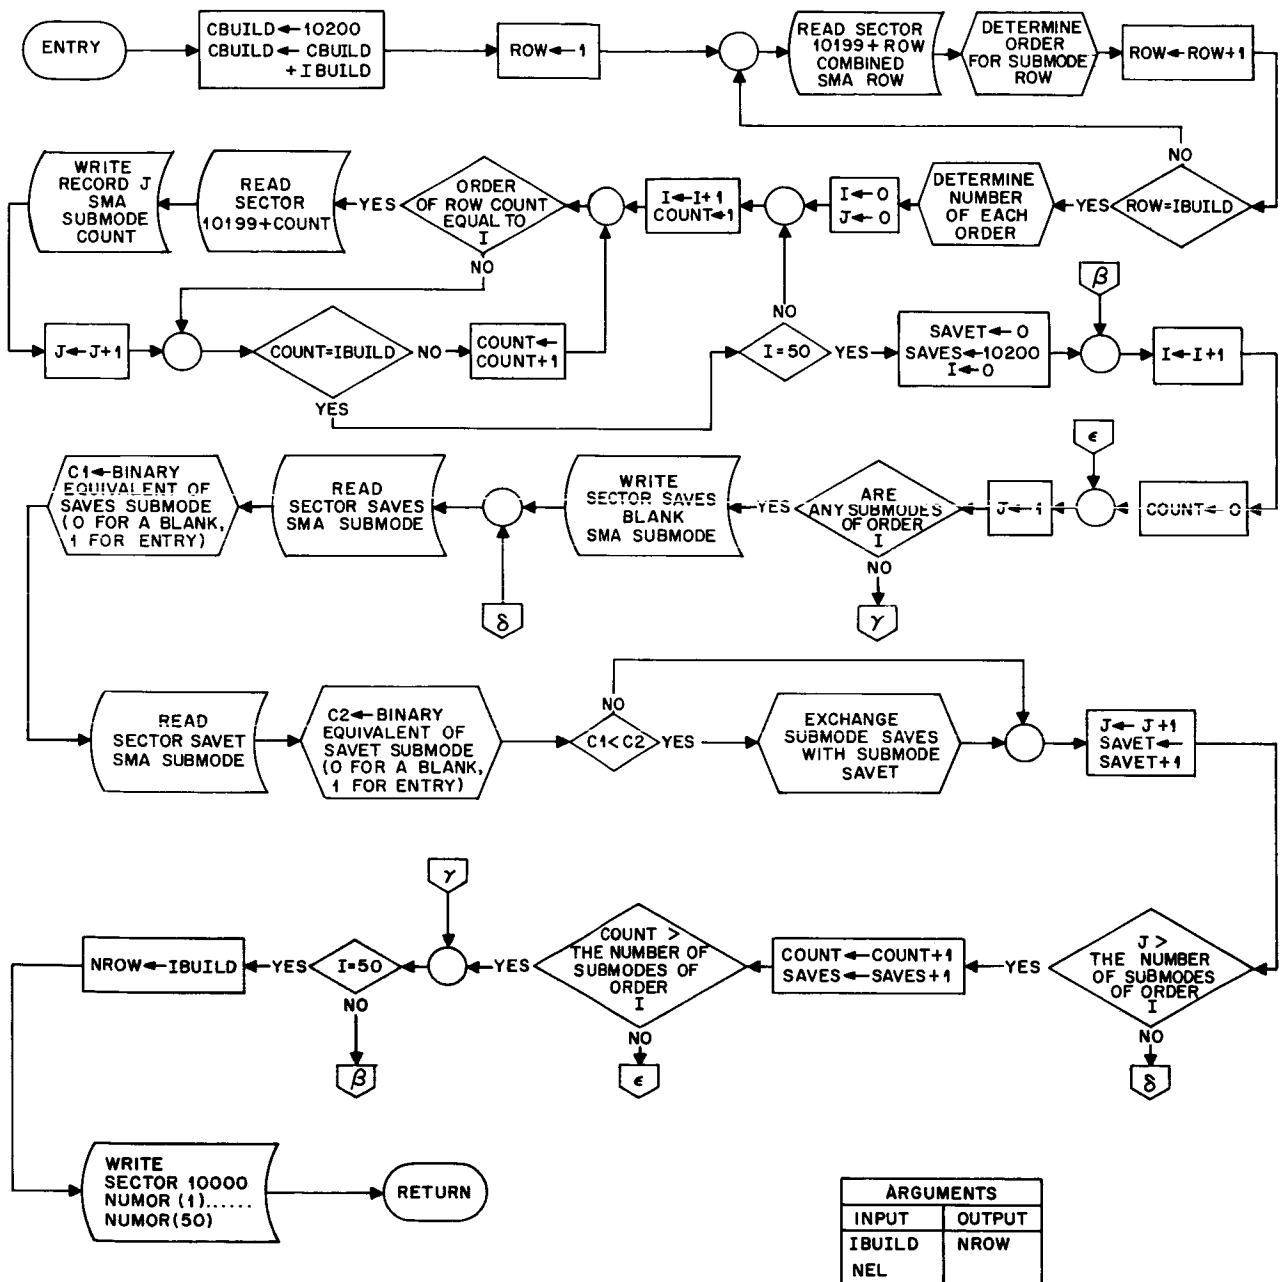 ENTRY
CBUILD←10200
CBUILD← CBUILD
+IBUILD
ROW←1
READ SECTOR
10199+ROW
COMBINED
SMA ROW
DETERMINE
ORDER
FOR SUBMODE
ROW
ROW←ROW+1
NO
WRITE
RECORD J
SMA
SUBMODE
COUNT
READ
SECTOR
10199+COUNT
YES
ORDER
OF ROW COUNT
EQUAL TO
I
NO
I←I+1
COUNT←1
I←0
J←0
DETERMINE
NUMBER
OF EACH
ORDER
YES
ROW=IBUILD
J←J+1
COUNT=IBUILD
NO
YES
COUNT←
COUNT+1
NO
I=50
YES
SAVET←0
SAVES←10200
I←0
β
I←I+1
C1←BINARY
EQUIVALENT OF
SAVES SUBMODE
(0 FOR A BLANK,
1 FOR ENTRY)
READ
SECTOR SAVES
SMA SUBMODE
δ
WRITE
SECTOR SAVES
BLANK
SMA SUBMODE
YES
ARE
ANY SUBMODES
OF ORDER
I
NO
γ
J←1
ϵ
COUNT←0
READ
SECTOR SAVET
SMA SUBMODE
C2←BINARY
EQUIVALENT OF
SAVET SUBMODE
(0 FOR A BLANK,
1 FOR ENTRY)
NO
C1<C2
YES
EXCHANGE
SUBMODE SAVES
WITH SUBMODE
SAVET
J← J+1
SAVET←
SAVET+1
NROW←IBUILD
YES
I=50
NO
β
γ
YES
COUNT >
THE NUMBER OF
SUBMODES OF
ORDER
I
NO
ϵ
COUNT←COUNT+1
SAVES←SAVES+1
YES
J >
THE NUMBER
OF SUBMODES
OF ORDER
I
NO
δ
WRITE
SECTOR 10000
NUMOR (1)......
NUMOR(50)
RETURN
ARGUMENTS
INPUT OUTPUT
IBUILD NROW
NEL